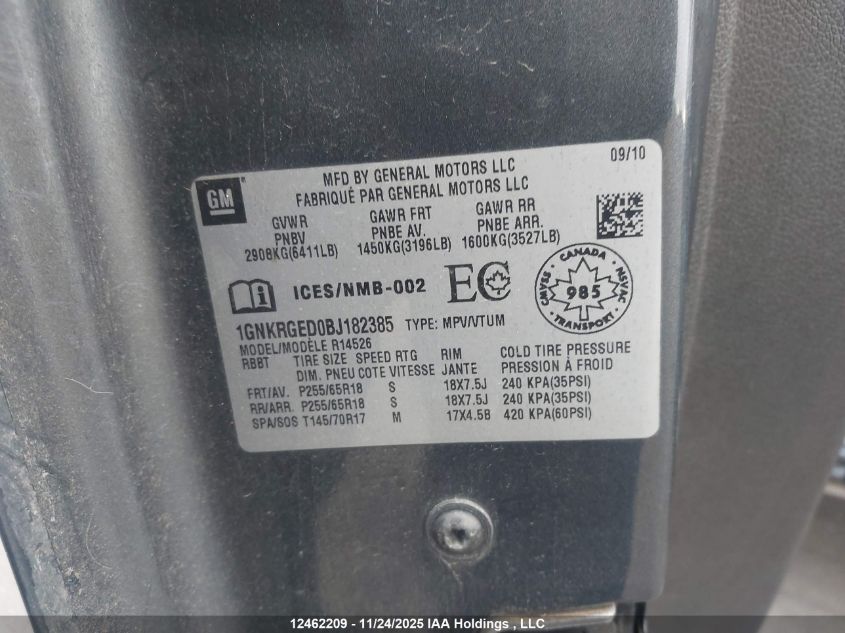 09/10
GM
MFD BY GENERAL MOTORS LLC
FABRIQUÉ PAR GENERAL MOTORS LLC
GVWR GAWR FRT GAWR RR
PNBV PNBE AV. PNBE ARR.
2908KG(6411LB) 1450KG(3196LB) 1600KG(3527LB)
ICES/NMB-002 EC
CANADA
CMVSS NSVAC
985
TRANSPORT
1GNKRGED0BJ182385 TYPE: MPV/VTUM
MODEL/MODÈLE R14526
RBBT TIRE SIZE SPEED RTG RIM COLD TIRE PRESSURE
DIM. PNEU COTE VITESSE JANTE PRESSION À FROID
FRT/AV. P255/65R18 S 18X7.5J 240 KPA(35PSI)
RR/ARR. P255/65R18 S 18X7.5J 240 KPA(35PSI)
SPA/SOS T145/70R17 M 17X4.5B 420 KPA(60PSI)
12462209 - 11/24/2025 IAA Holdings , LLC